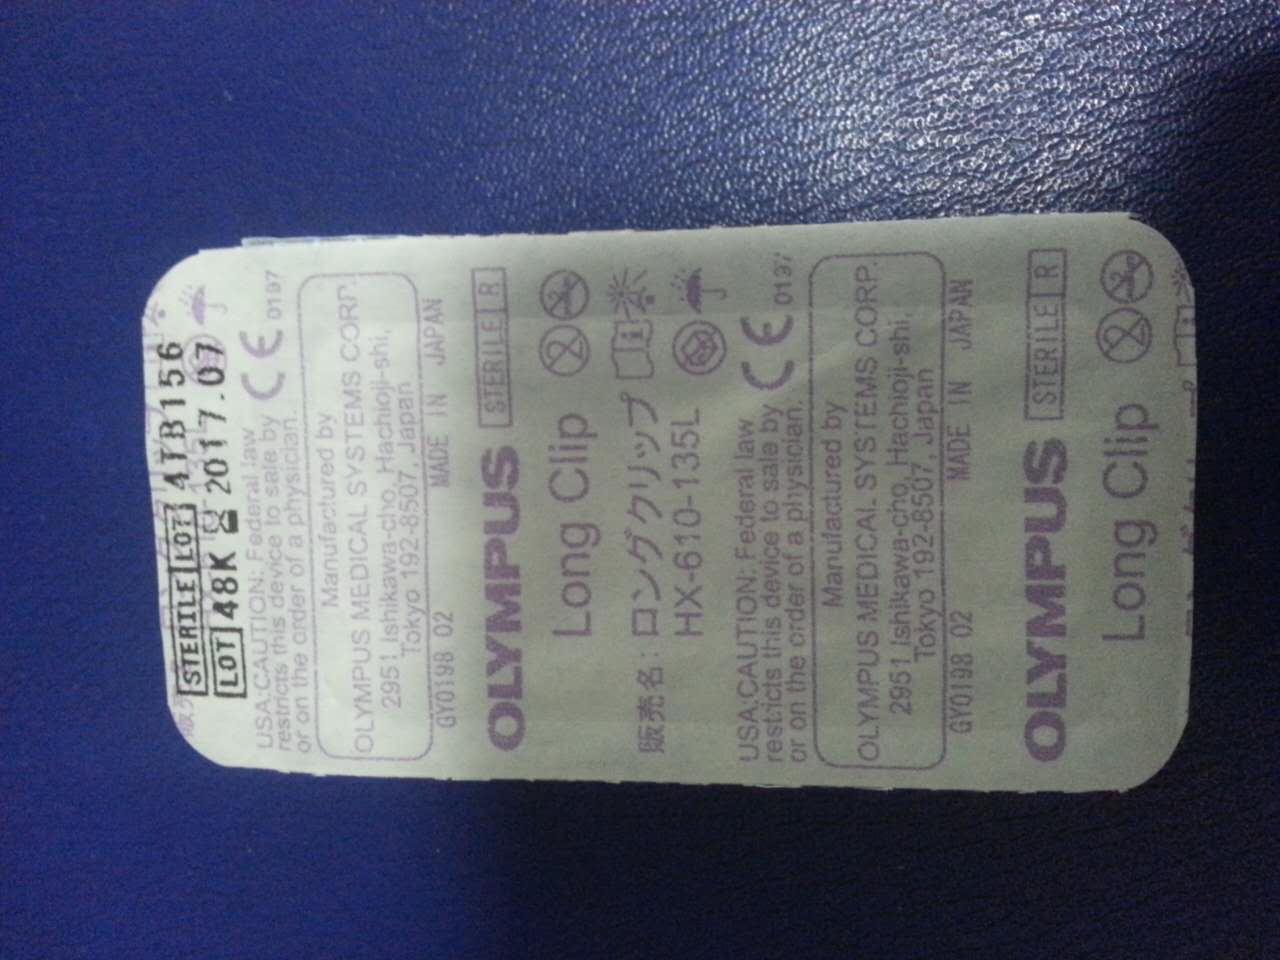 STERILE LOT 4TB156
LOT 48K 2017.07
USA:CAUTION: Federal law
restricts this device to sale by
or on the order of a physician.
CE 0197
Manufactured by
OLYMPUS MEDICAL SYSTEMS CORP.
2951 Ishikawa-cho, Hachioji-shi,
Tokyo 192-8507, Japan
GY0198 02 MADE IN JAPAN
OLYMPUS STERILE R
Long Clip
販売名:ロングクリップ
HX-610-135L
USA:CAUTION: Federal law
restricts this device to sale by
or on the order of a physician.
CE 0197
Manufactured by
OLYMPUS MEDICAL SYSTEMS CORP.
2951 Ishikawa-cho, Hachioji-shi,
Tokyo 192-8507, Japan
GY0198 02 MADE IN JAPAN
OLYMPUS STERILE R
Long Clip